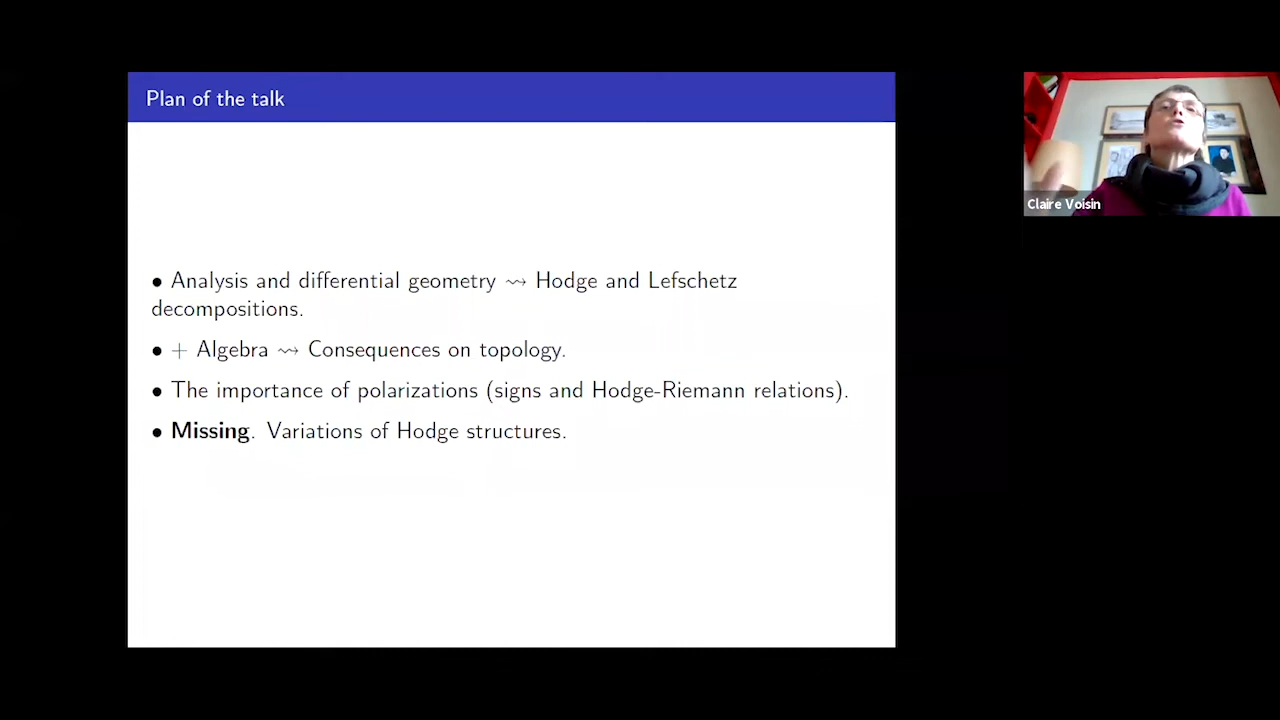 Plan of the talk
• Analysis and differential geometry ⇝ Hodge and Lefschetz
decompositions.
• + Algebra ⇝ Consequences on topology.
• The importance of polarizations (signs and Hodge-Riemann relations).
• Missing. Variations of Hodge structures.
Claire Voisin